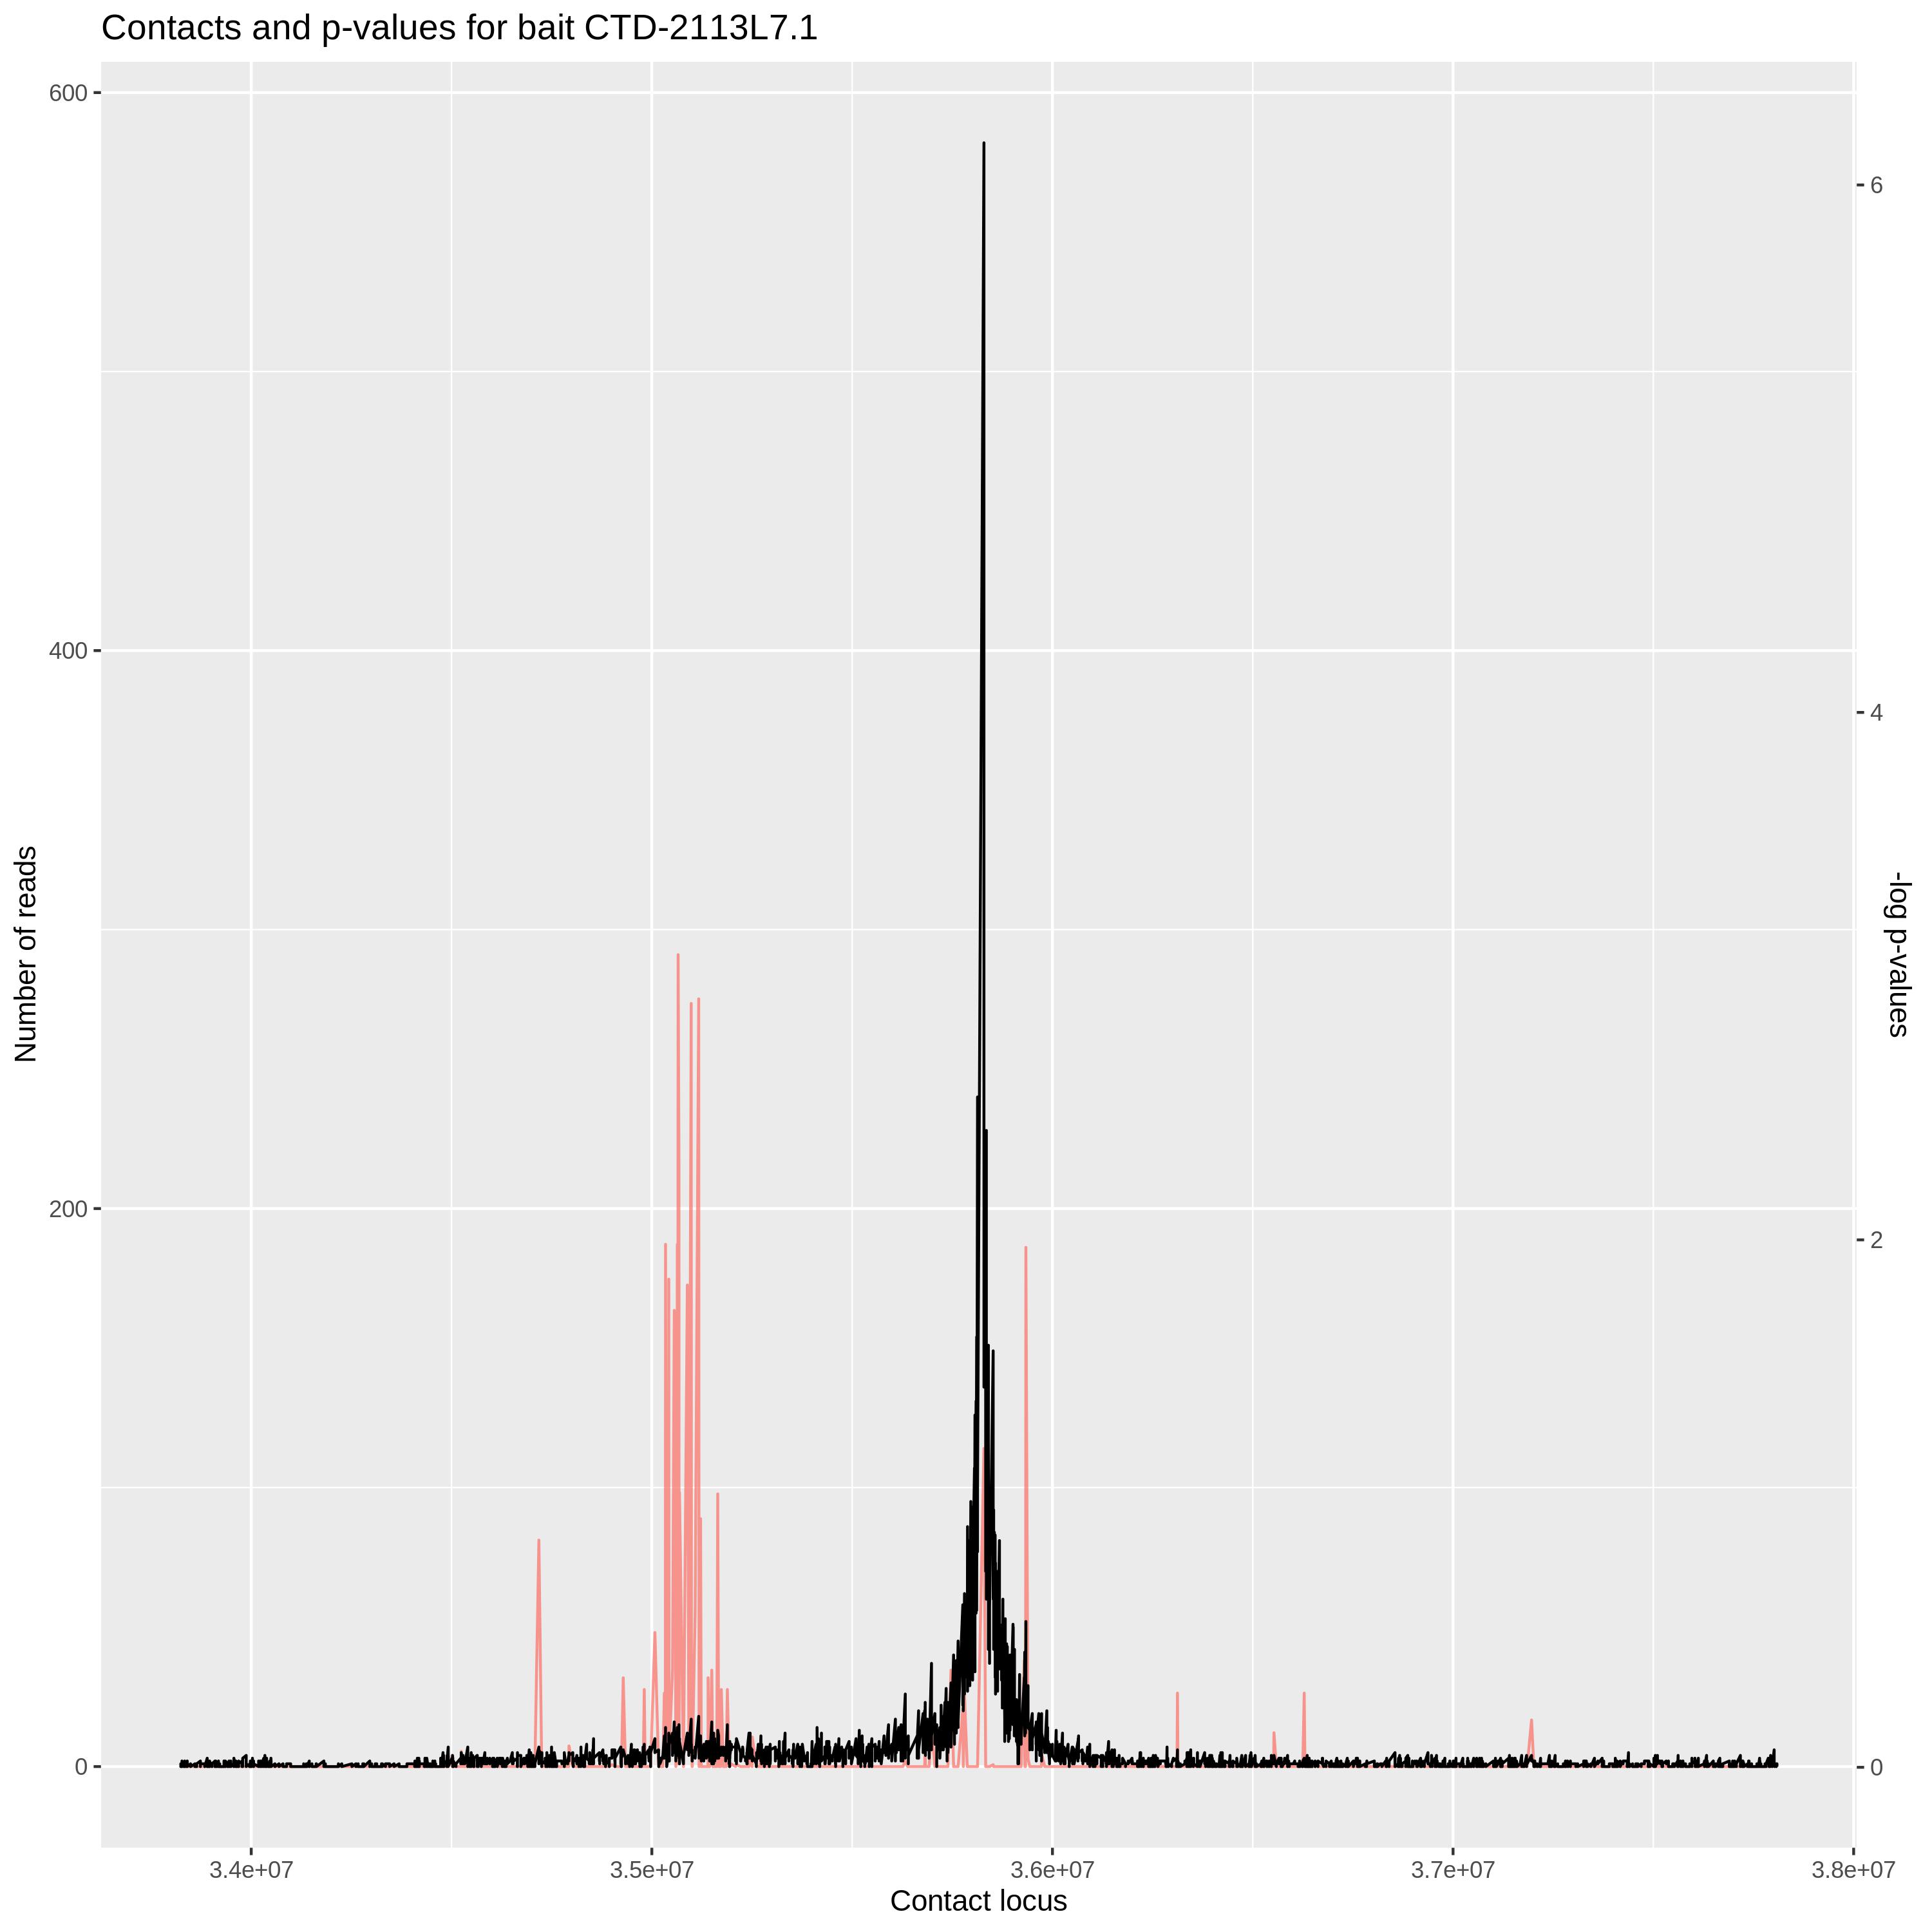 Contacts and p-values for bait CTD-2113L7.1
600
400
200
0
Number of reads
6
4
2
0
-log p-values
3.4e+07
3.5e+07
3.6e+07
3.7e+07
3.8e+07
Contact locus